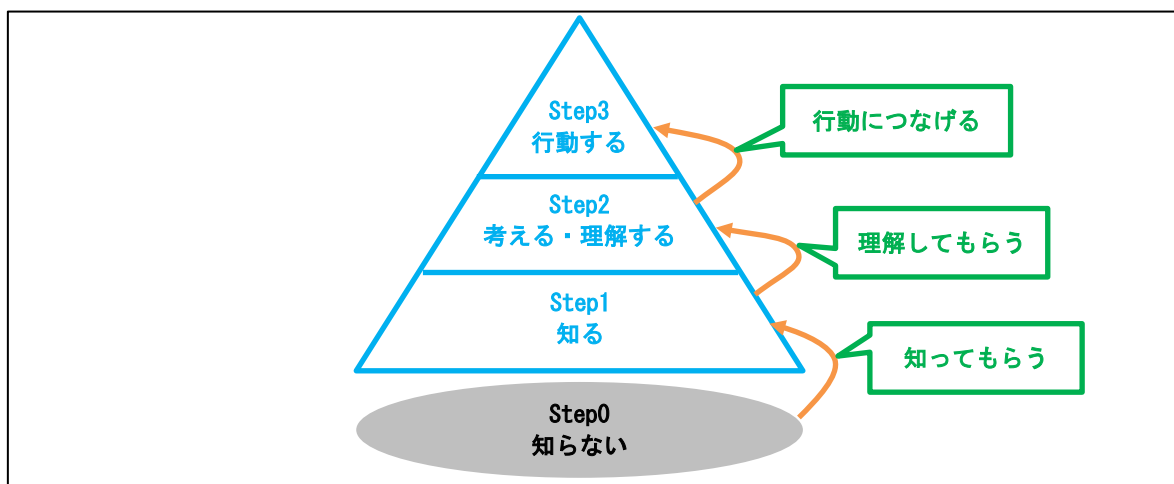 Step3
行動する
行動につなげる
Step2
考える・理解する
理解してもらう
Step1
知る
知ってもらう
Step0
知らない